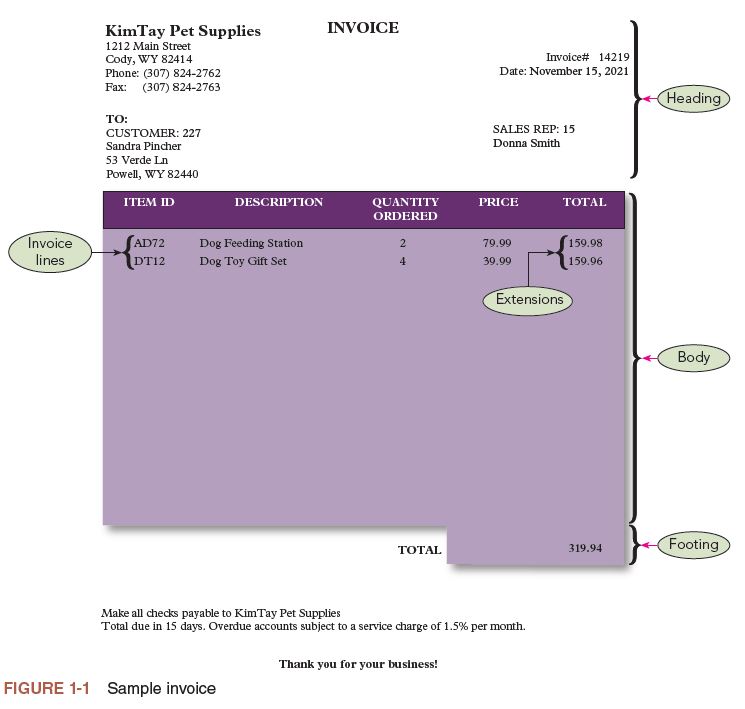 KimTay Pet Supplies
INVOICE
1212 Main Street
Cody, WY 82414
Phone: (307) 824-2762
Fax: (307) 824-2763
Invoice# 14219
Date: November 15, 2021
Heading
TO:
CUSTOMER: 227
Sandra Pincher
53 Verde Ln
Powell, WY 82440
SALES REP: 15
Donna Smith
ITEM ID DESCRIPTION QUANTITY ORDERED PRICE TOTAL
Invoice lines
AD72 Dog Feeding Station 2 79.99 159.98
DT12 Dog Toy Gift Set 4 39.99 159.96
Extensions
Body
TOTAL 319.94
Footing
Make all checks payable to KimTay Pet Supplies
Total due in 15 days. Overdue accounts subject to a service charge of 1.5% per month.
Thank you for your business!
FIGURE 1-1 Sample invoice